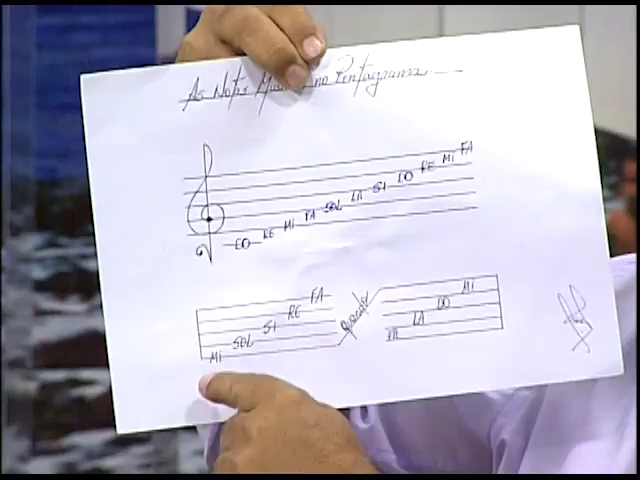 As Notas no Pentagrama
DO RE MI FA SOL LA SI DO RE MI FA
MI SOL SI RE FA
FA LA DO MI